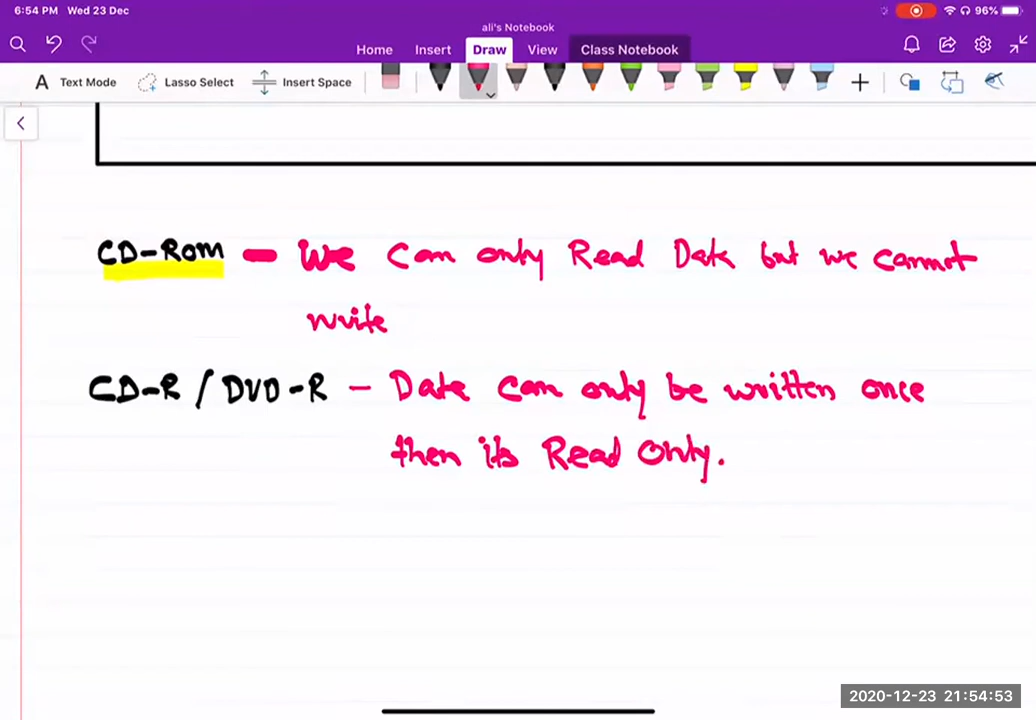 6:54 PM Wed 23 Dec
96%
ali's Notebook
Home Insert Draw View Class Notebook
A Text Mode Lasso Select Insert Space
CD-Rom - We can only Read Data but we cannot
write
CD-R / DVD-R - Data can only be written once
then its Read Only.
2020-12-23 21:54:53